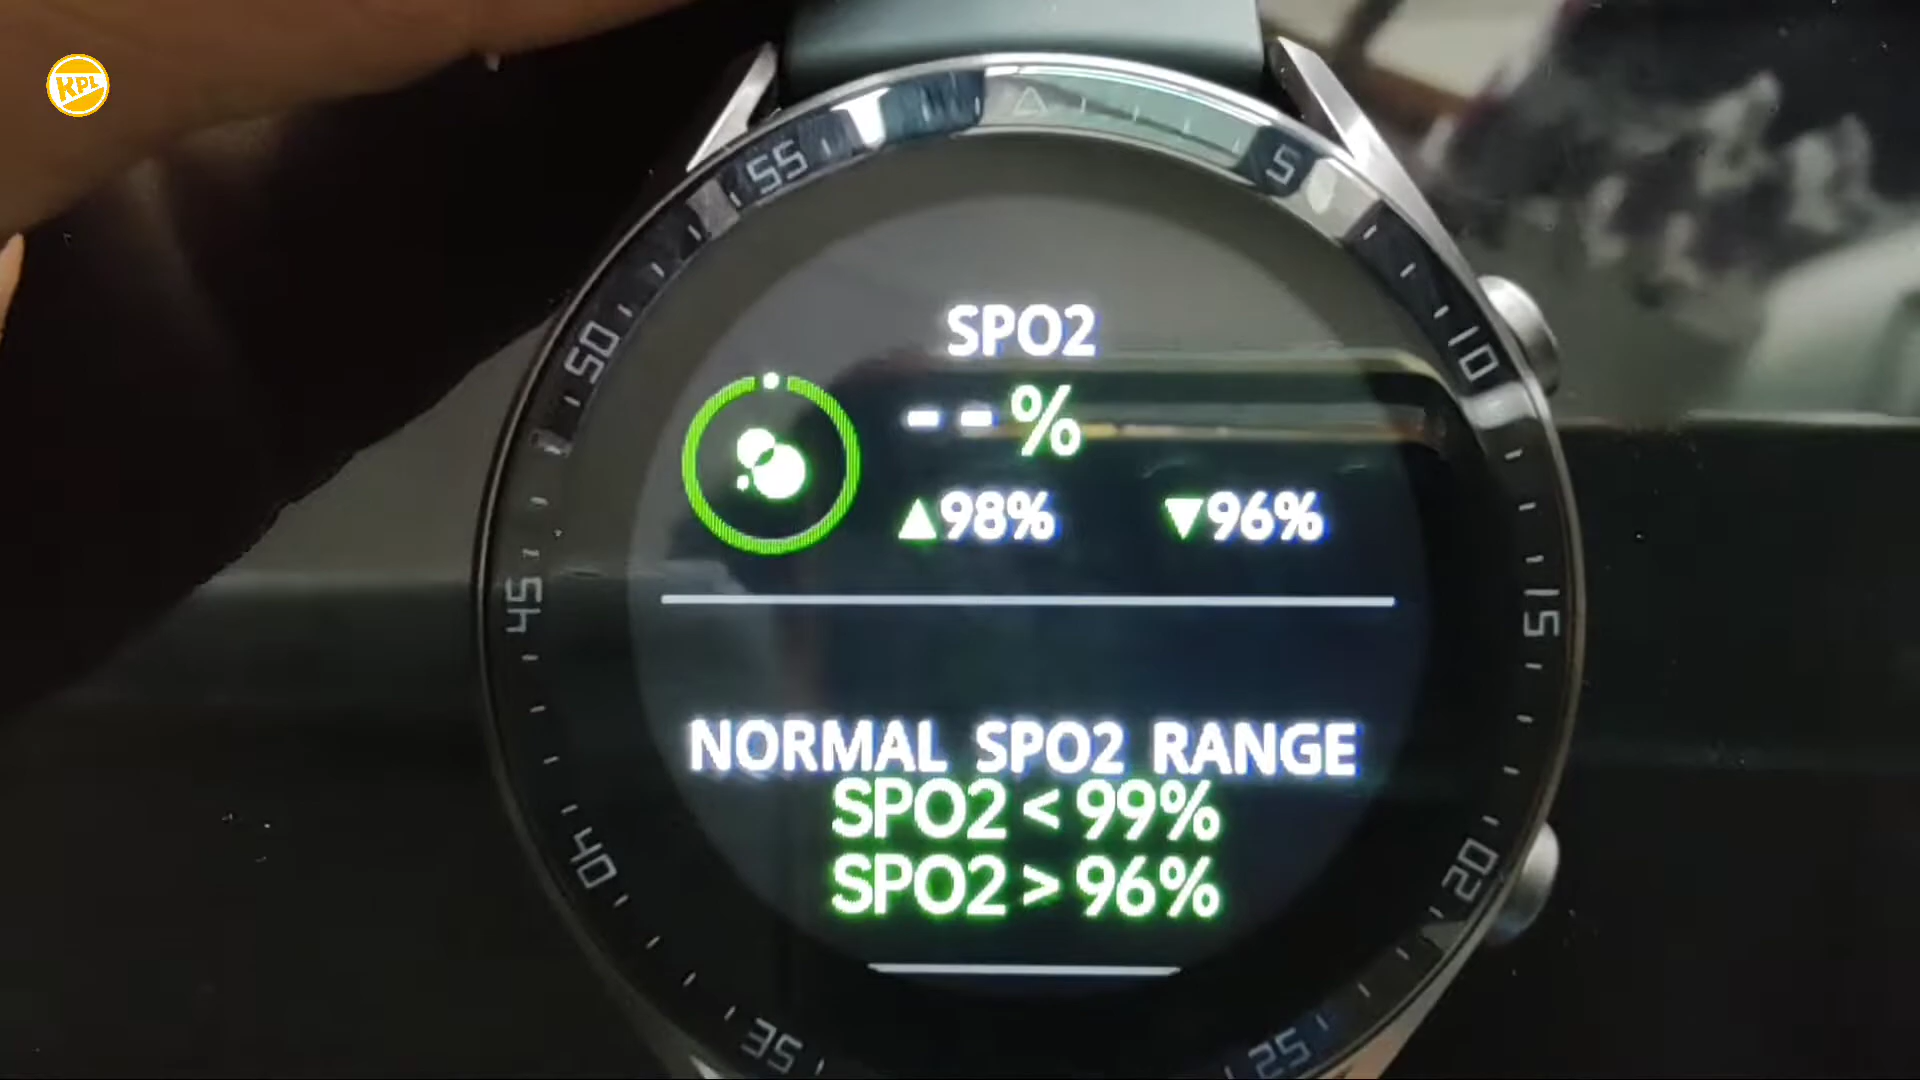 KPL
SPO2
--%
▲98% ▼96%
NORMAL SPO2 RANGE
SPO2 < 99%
SPO2 > 96%
5
10
15
20
25
35
40
45
50
55